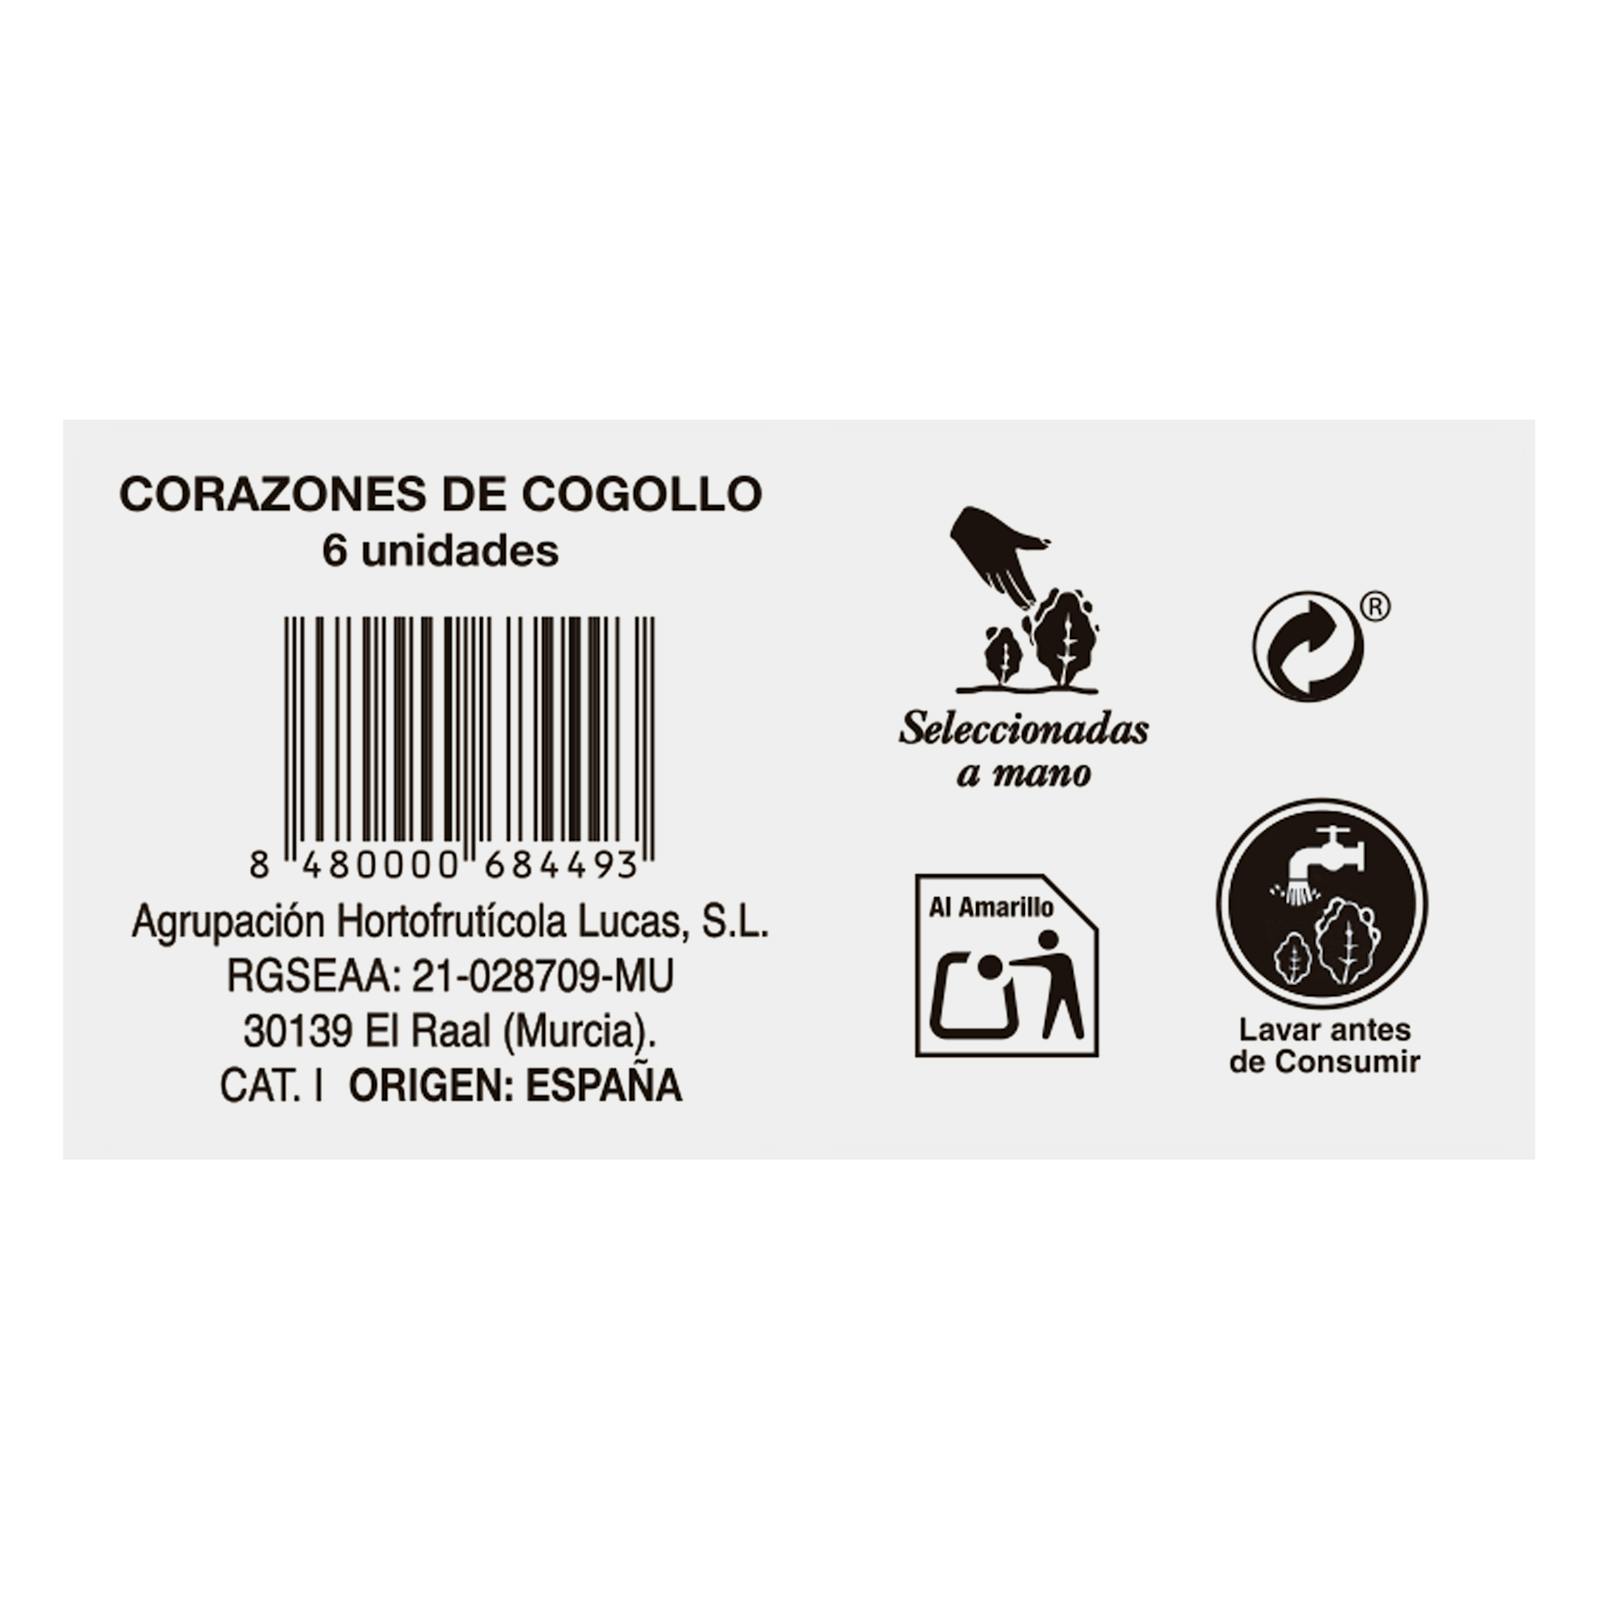 CORAZONES DE COGOLLO
6 unidades
8 480000 684493
Agrupación Hortofrutícola Lucas, S.L.
RGSEAA: 21-028709-MU
30139 El Raal (Murcia).
CAT. I ORIGEN: ESPAÑA
Seleccionadas
a mano
®
Al Amarillo
Lavar antes
de Consumir